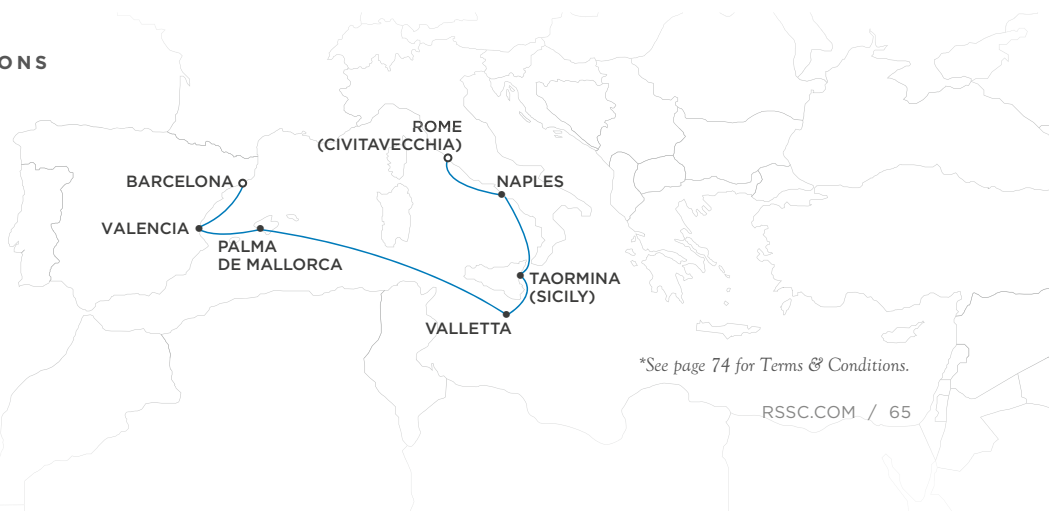 ONS
ROME
(CIVITAVECCHIA)
BARCELONA
NAPLES
VALENCIA
PALMA
DE MALLORCA
TAORMINA
(SICILY)
VALLETTA
*See page 74 for Terms & Conditions.
RSSC.COM / 65